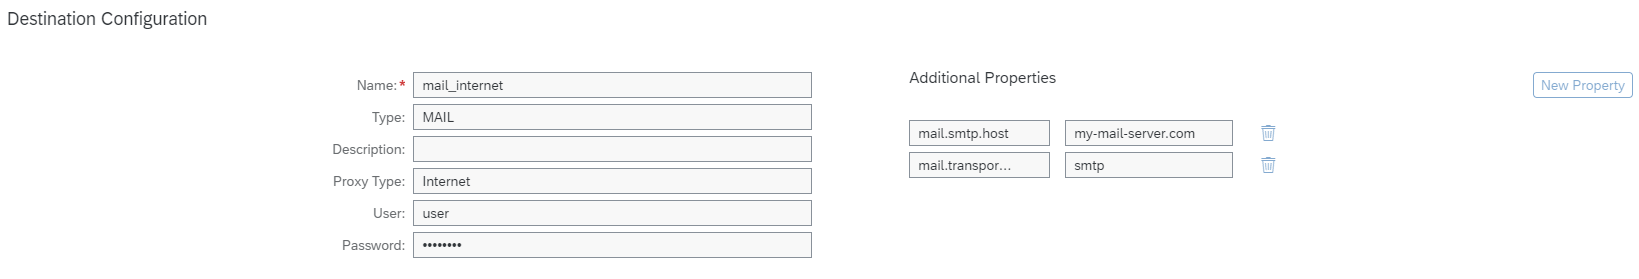 Destination Configuration
Name:* mail_internet
Type: MAIL
Description:
Proxy Type: Internet
User: user
Password: ••••••••
Additional Properties
New Property
mail.smtp.host my-mail-server.com
mail.transpor... smtp